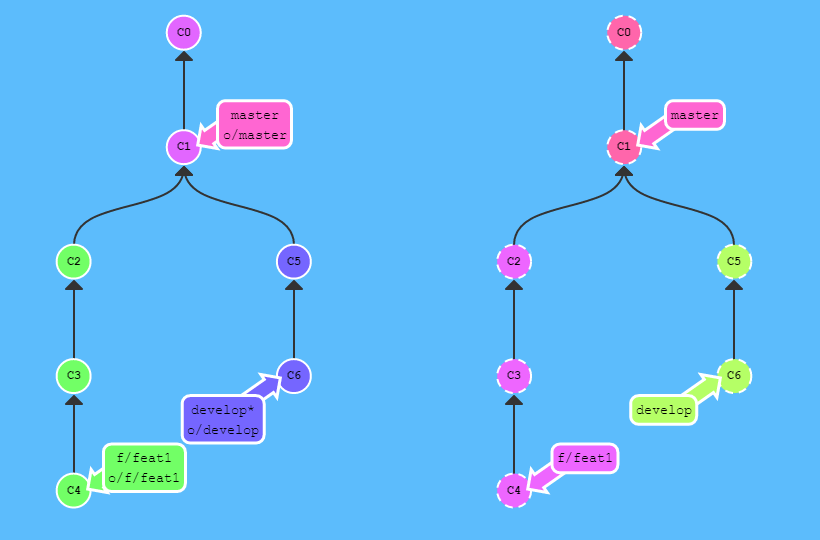 C0
master
o/master
C1
C2
C5
C3
C6
develop*
o/develop
f/feat1
o/f/feat1
C4
C0
master
C1
C2
C5
C3
C6
develop
f/feat1
C4